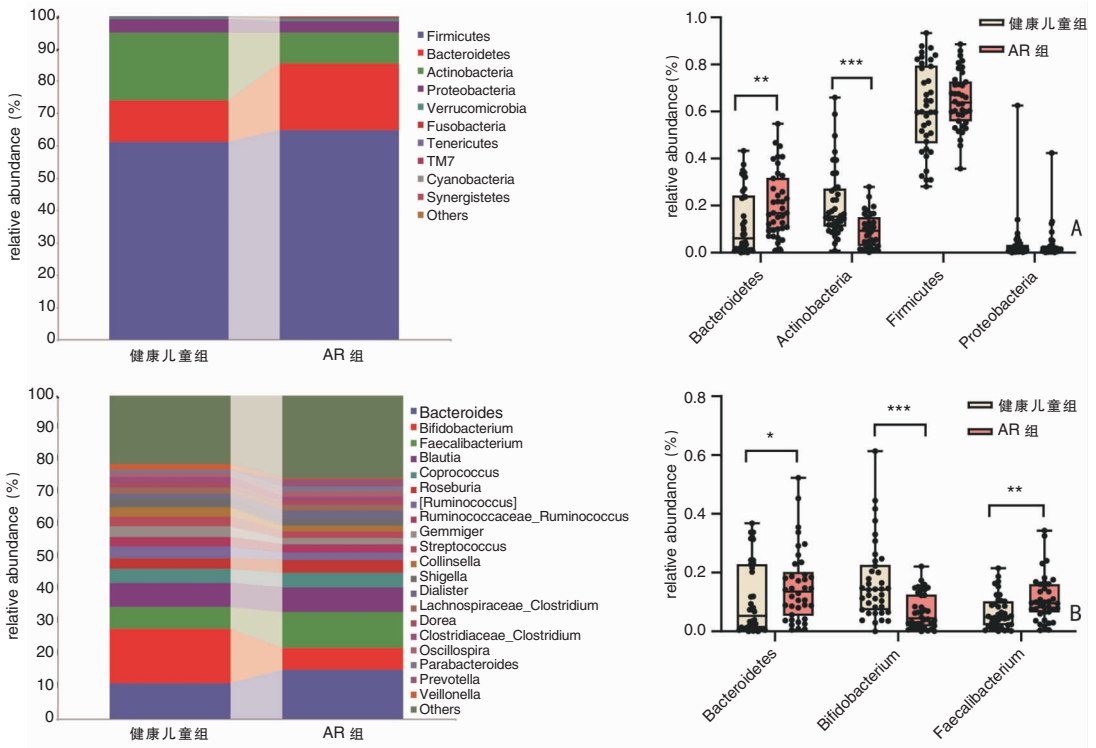 relative abundance (%)
100
90
80
70
60
50
40
30
20
10
0
健康儿童组
AR 组
Firmicutes
Bacteroidetes
Actinobacteria
Proteobacteria
Verrucomicrobia
Fusobacteria
Tenericutes
TM7
Cyanobacteria
Synergistetes
Others
relative abundance (%)
1.0
0.8
0.6
0.4
0.2
0.0
**
***
健康儿童组
AR 组
A
Bacteroidetes
Actinobacteria
Firmicutes
Proteobacteria
relative abundance (%)
100
90
80
70
60
50
40
30
20
10
0
健康儿童组
AR 组
Bacteroides
Bifidobacterium
Faecalibacterium
Blautia
Coprococcus
Roseburia
[Ruminococcus]
Ruminococcaceae_Ruminococcus
Gemmiger
Streptococcus
Collinsella
Shigella
Dialister
Lachnospiraceae_Clostridium
Dorea
Clostridiaceae_Clostridium
Oscillospira
Parabacteroides
Prevotella
Veillonella
Others
relative abundance (%)
0.8
0.6
0.4
0.2
0.0
*
***
**
健康儿童组
AR 组
B
Bacteroidetes
Bifidobacterium
Faecalibacterium